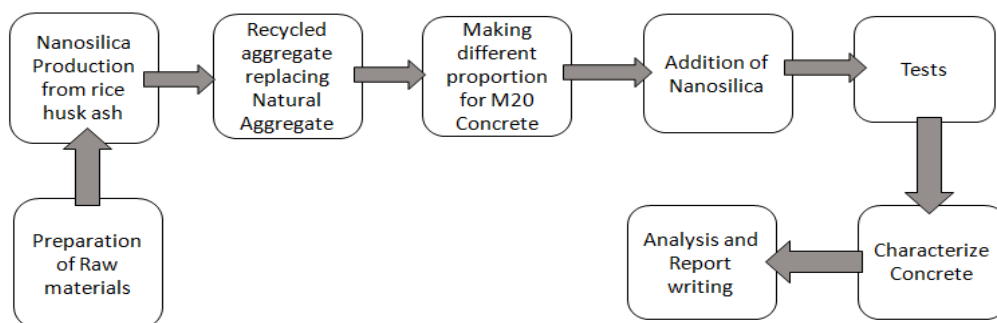 Preparation
of Raw
materials
Nanosilica
Production
from rice
husk ash
Recycled
aggregate
replacing
Natural
Aggregate
Making
different
proportion
for M20
Concrete
Addition of
Nanosilica
Tests
Characterize
Concrete
Analysis and
Report
writing